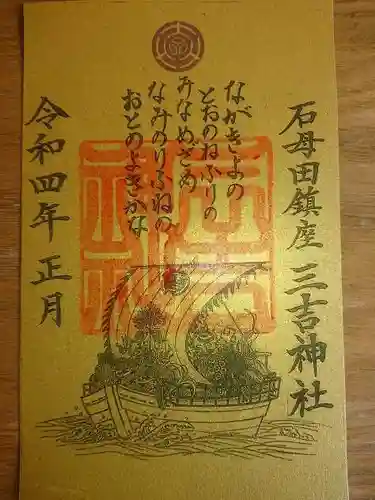 石母田鎮座 三吉神社
ながきよの
とおのねふりの
みなめざめ
なみのりふねの
おとのよきかな
令和四年 正月